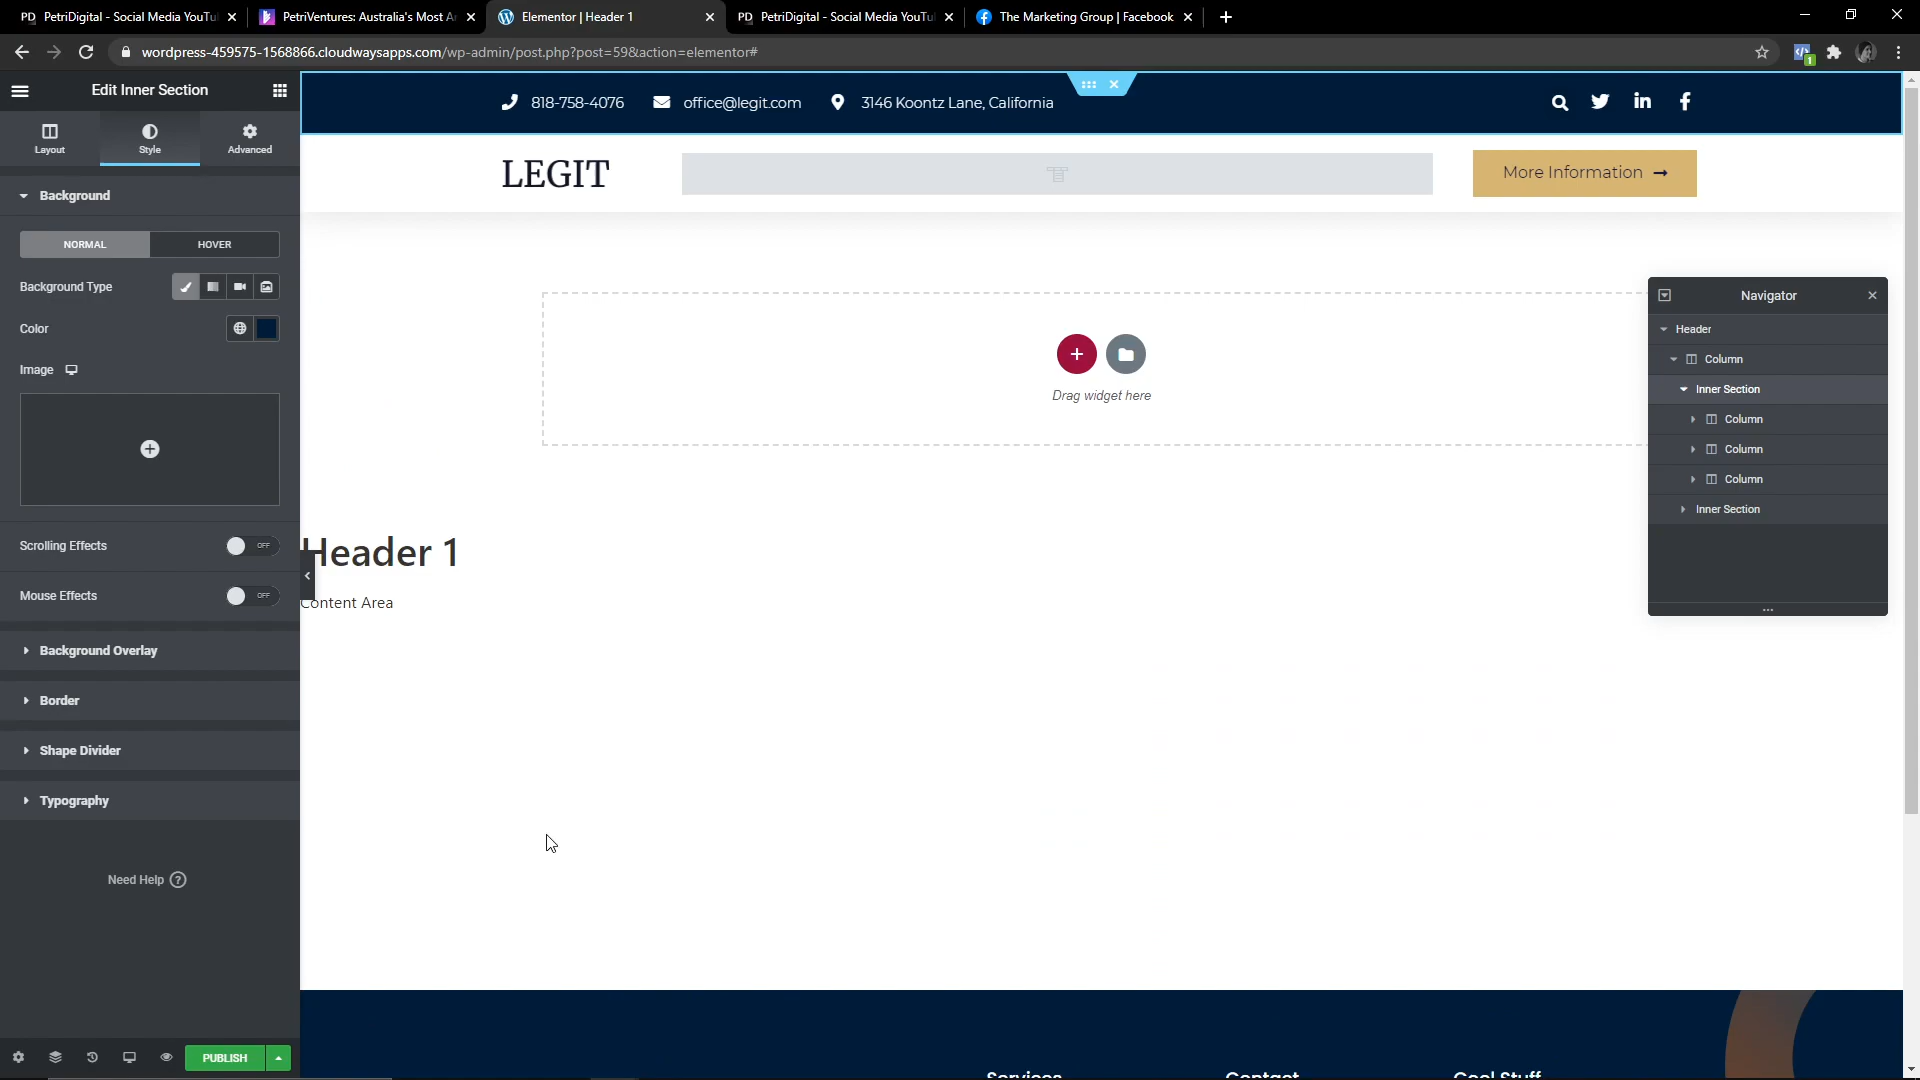 PD PetriDigital - Social Media YouTu
PetriVentures: Australia's Most A
Elementor | Header 1
PD PetriDigital - Social Media YouTu
The Marketing Group | Facebook
wordpress-459575-1568866.cloudwaysapps.com/wp-admin/post.php?post=59&action=elementor#
1
Edit Inner Section
Layout
Style
Advanced
Background
NORMAL
HOVER
Background Type
Color
Image
Scrolling Effects
OFF
Mouse Effects
OFF
Background Overlay
Border
Shape Divider
Typography
Need Help ?
PUBLISH
818-758-4076
office@legit.com
3146 Koontz Lane, California
LEGIT
More Information →
Drag widget here
Header 1
Content Area
Navigator
Header
Column
Inner Section
Column
Column
Column
Inner Section
Services
Contact
Cool Stuff